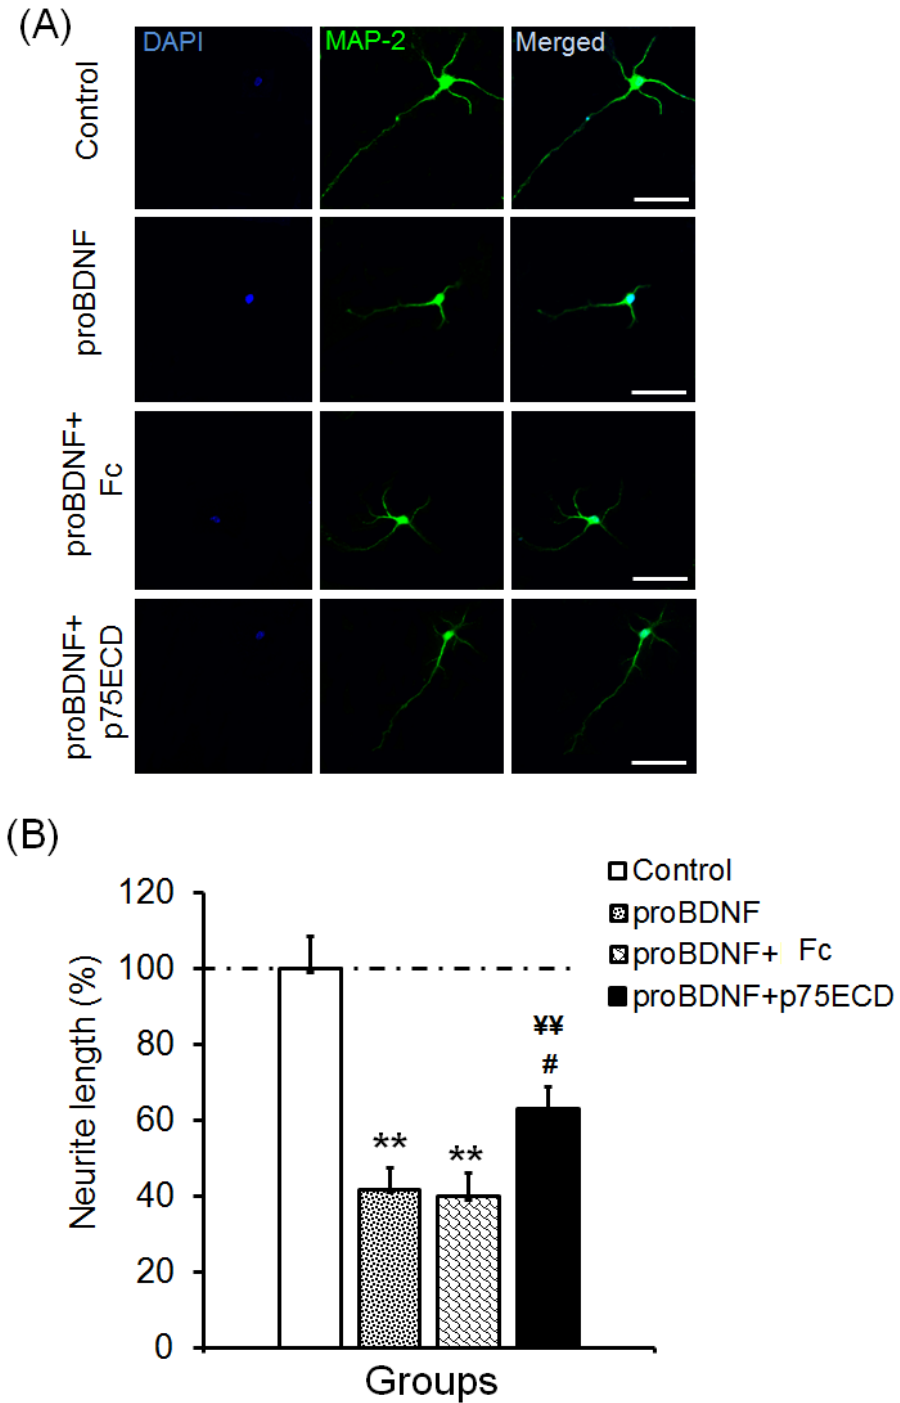 (A)
DAPI
MAP-2
Merged
Control
proBDNF
proBDNF+
Fc
proBDNF+
p75ECD
(B)
Control
proBDNF
proBDNF+ Fc
proBDNF+p75ECD
Neurite length (%)
120
100
80
60
40
20
0
**
**
¥¥
#
Groups